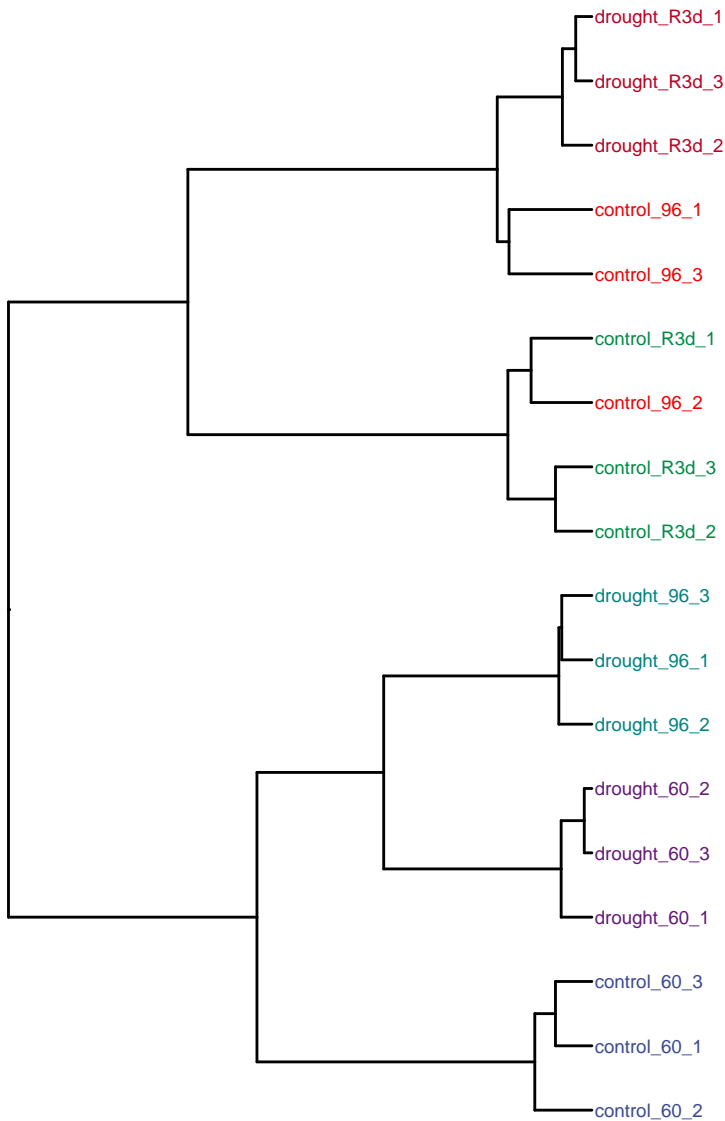 drought_R3d_1
drought_R3d_3
drought_R3d_2
control_96_1
control_96_3
control_R3d_1
control_96_2
control_R3d_3
control_R3d_2
drought_96_3
drought_96_1
drought_96_2
drought_60_2
drought_60_3
drought_60_1
control_60_3
control_60_1
control_60_2